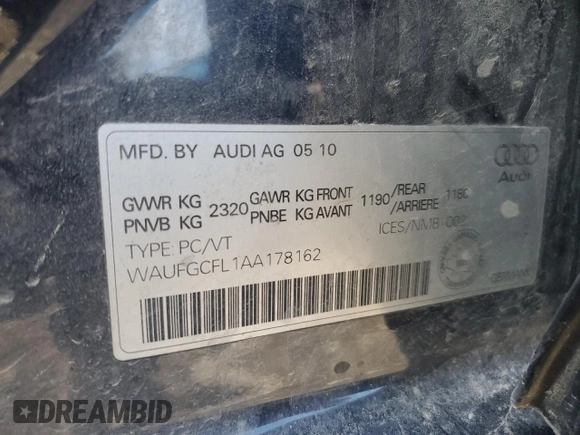 MFD. BY AUDI AG 05 10
Audi
GVWR KG
PNVB KG 2320 GAWR KG FRONT
PNBE KG AVANT 1190 /REAR
/ARRIERE 1180
TYPE PC/VT ICES/NMB-002
WAUFGCFL1AA178162
GERMANY
DREAMBID